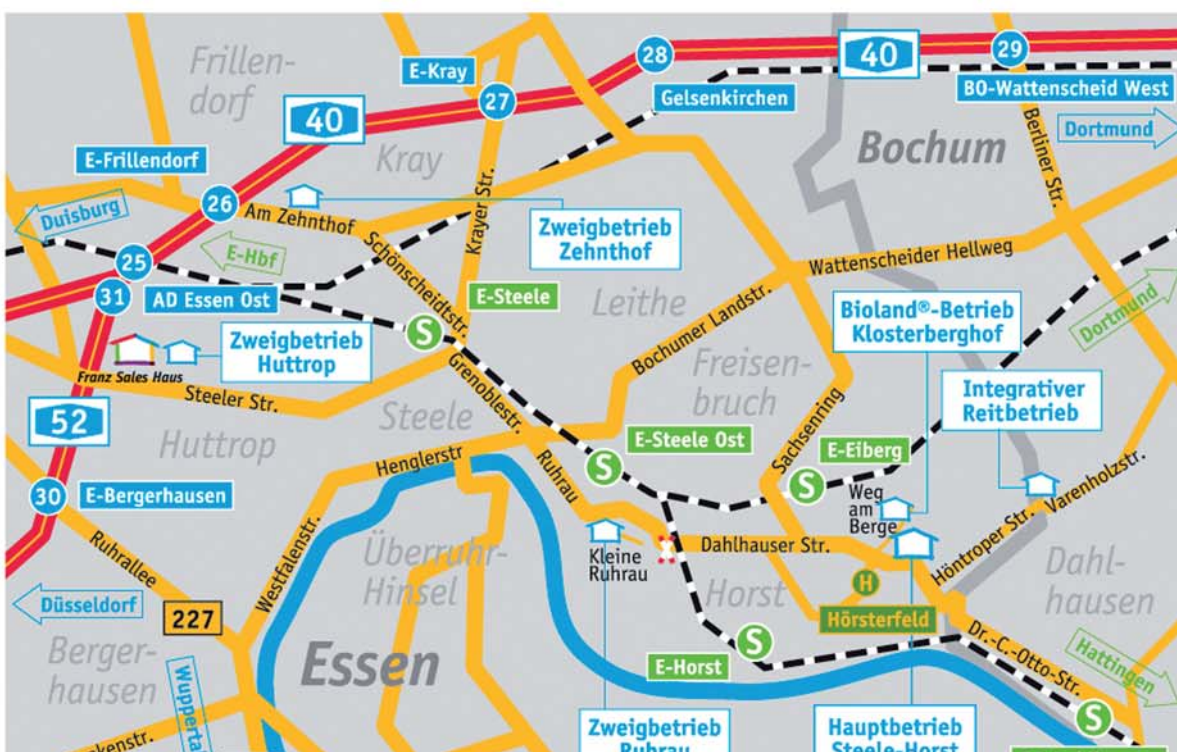 Frillen-
dorf
E-Kray
28
40
29
27
Gelsenkirchen
BO-Wattenscheid West
40
Dortmund
Kray
Bochum
Berliner Str.
E-Frillendorf
26
Am Zehnthof
Duisburg
Krayer Str.
Zweigbetrieb
Zehnthof
E-Hbf
Schönscheidtstr.
Wattenscheider Hellweg
25
31
AD Essen Ost
E-Steele
Leithe
Bioland®-Betrieb
Klosterberghof
Dortmund
S
Bochumer Landstr.
Zweigbetrieb
Huttrop
Franz Sales Haus
Freisen-
bruch
Integrativer
Reitbetrieb
Steeler Str.
Grenoblestr.
Steele
52
Huttrop
E-Steele Ost
Sachsenring
E-Eiberg
Henglerstr
S
S
Ruhrau
30
E-Bergerhausen
Weg
am
Berge
Varenholzstr.
Ruhrallee
Westfalenstr.
Überruhr-
Hinsel
Kleine
Ruhrau
Dahlhauser Str.
Höntroper Str.
Dahl-
hausen
H
Horst
Hörsterfeld
Düsseldorf
227
Berger-
hausen
Essen
S
E-Horst
Dr.-C.-Otto-Str.
Hattingen
S
Zweigbetrieb
Ruhrau
Hauptbetrieb
Steele-Horst